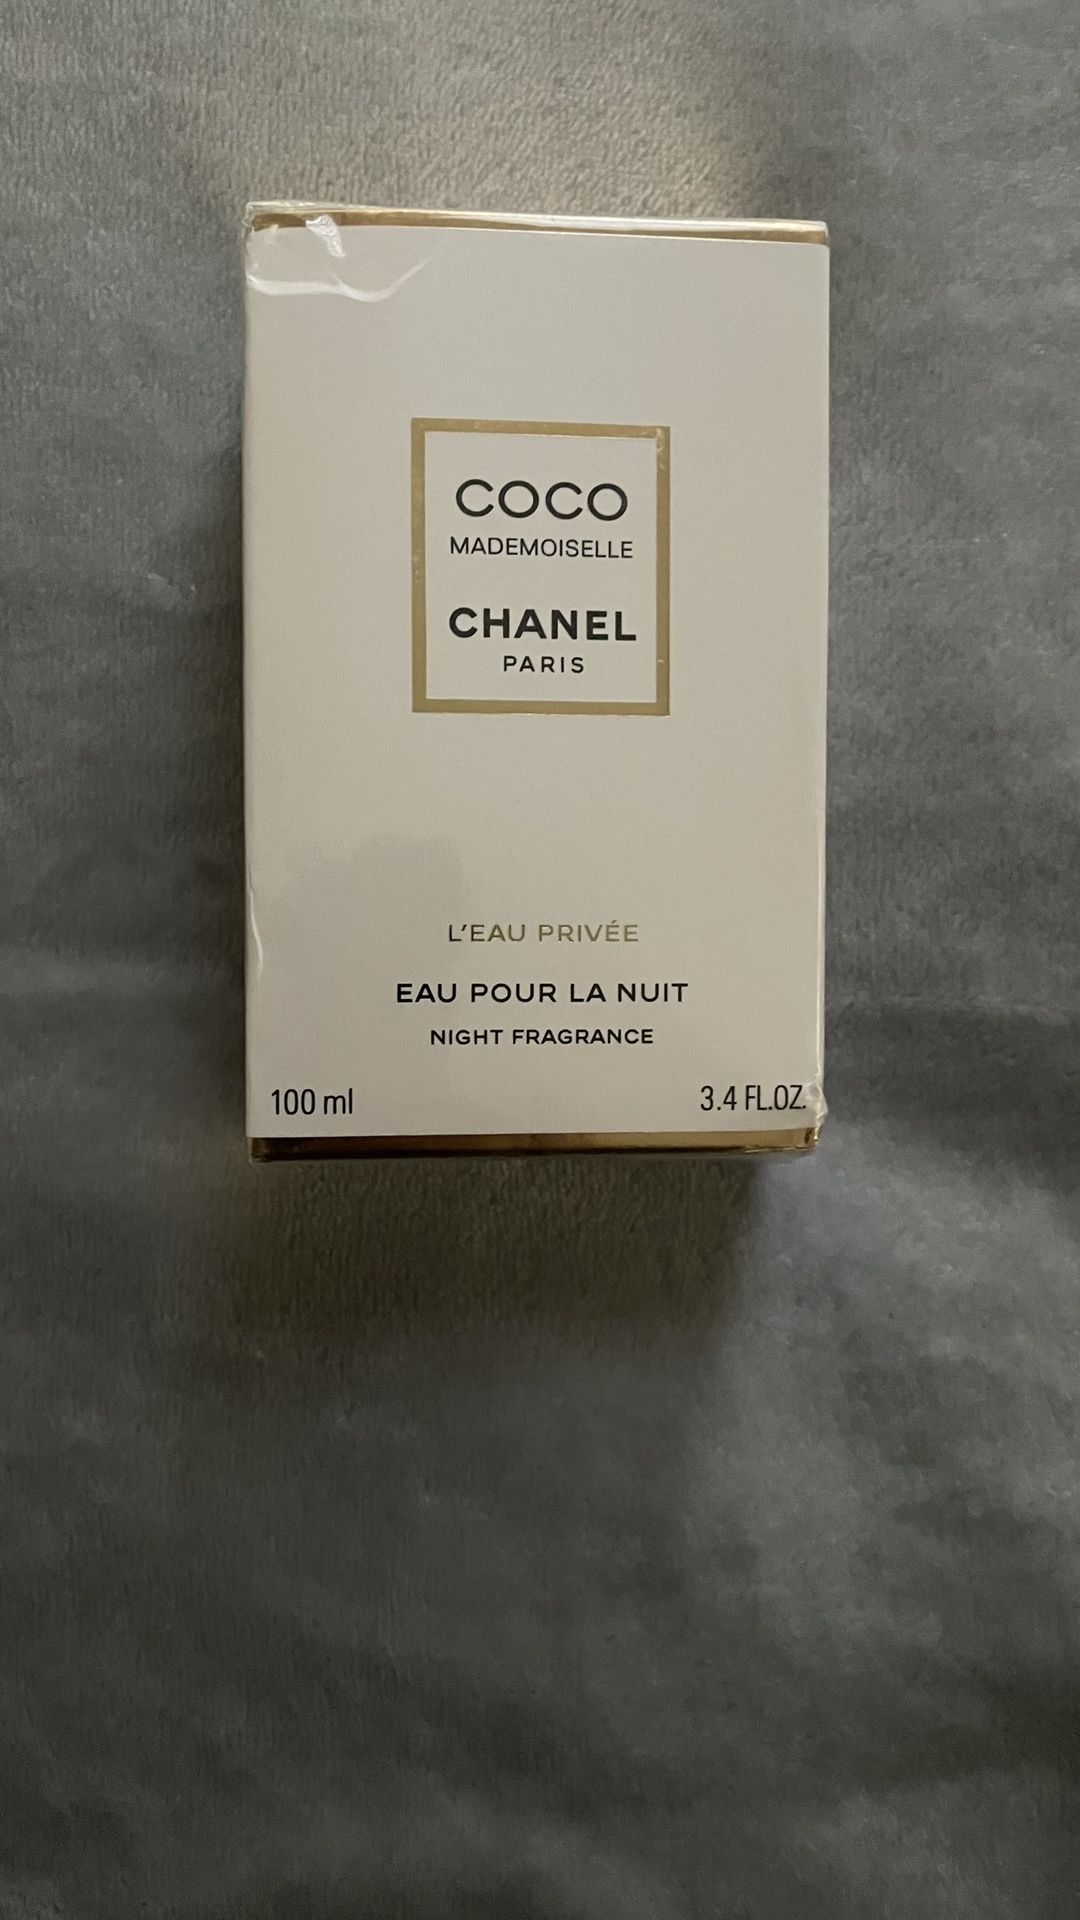 COCO
MADEMOISELLE
CHANEL
PARIS
L'EAU PRIVÉE
EAU POUR LA NUIT
NIGHT FRAGRANCE
100 ml
3.4 FL.OZ.